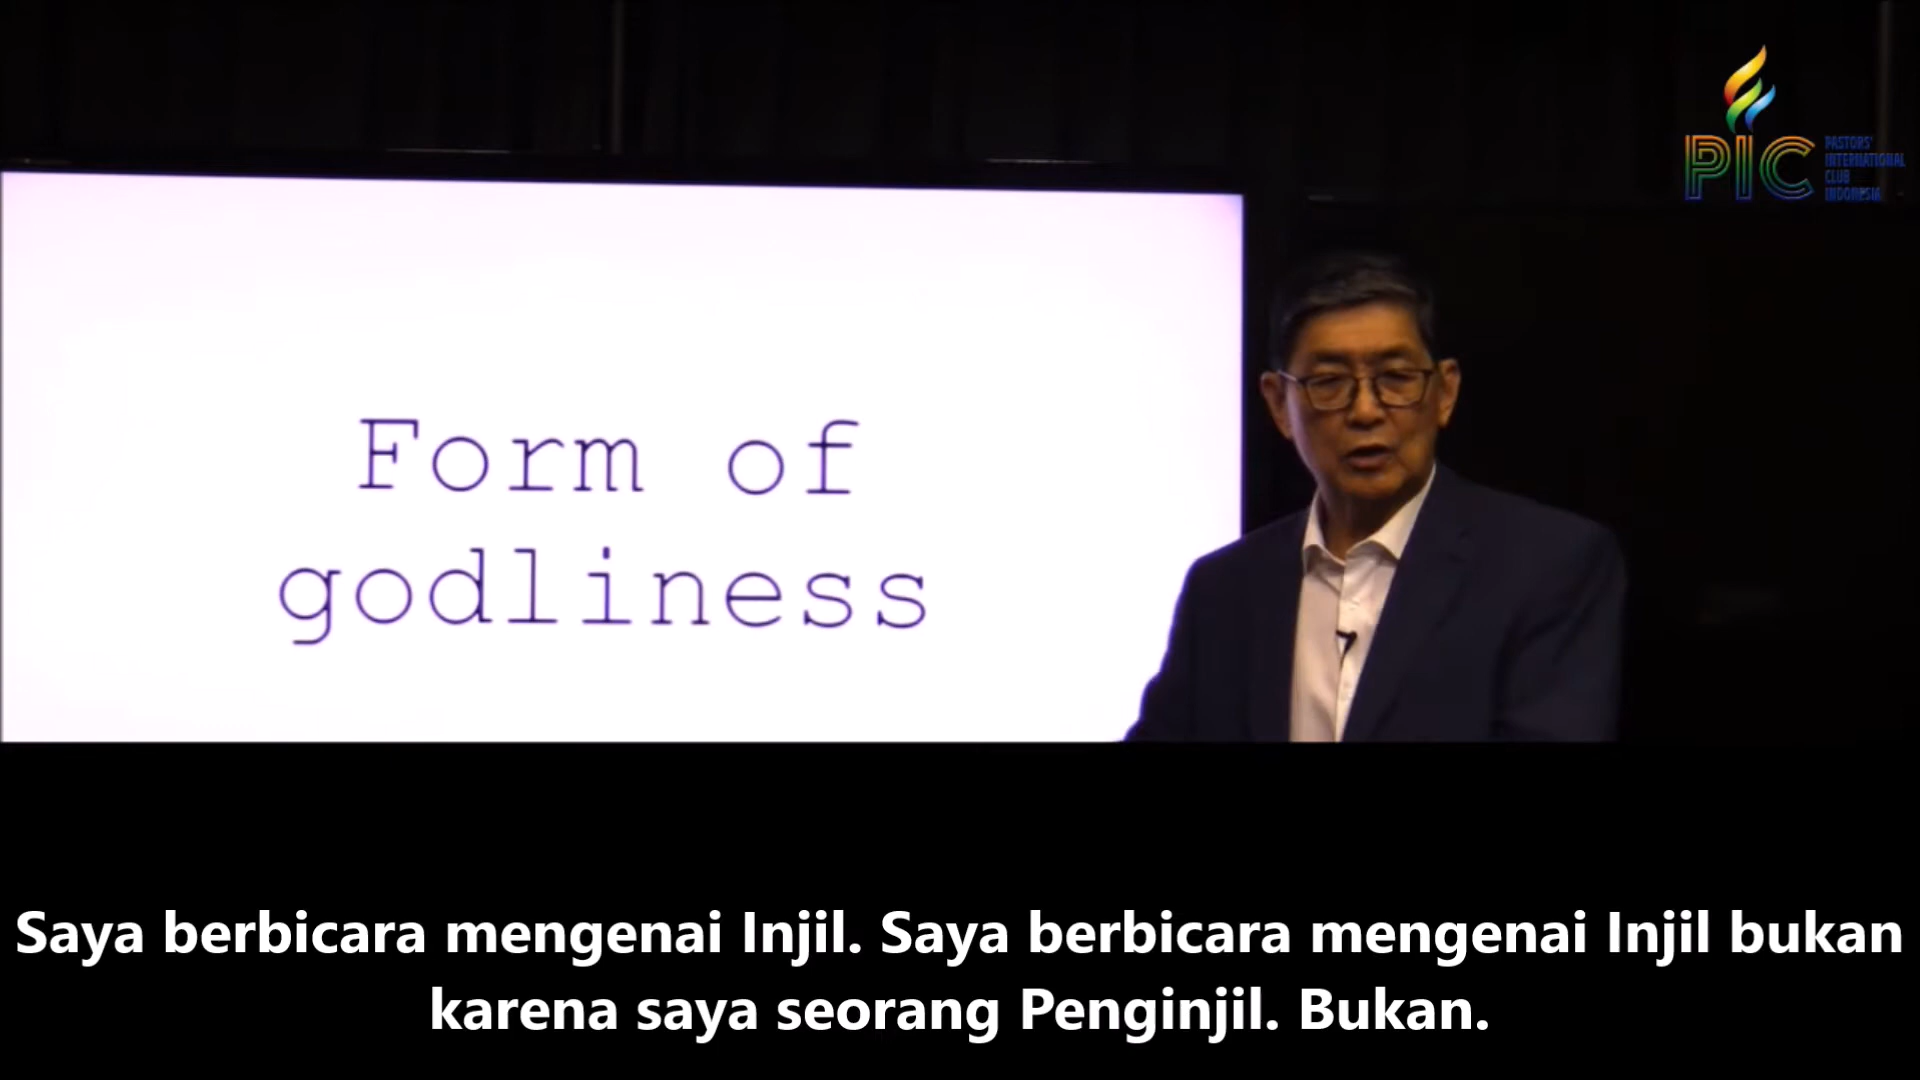 PIC
PASTORS'
INTERNATIONAL
CLUB
INDONESIA
Form of
godliness
Saya berbicara mengenai Injil. Saya berbicara mengenai Injil bukan
karena saya seorang Penginjil. Bukan.